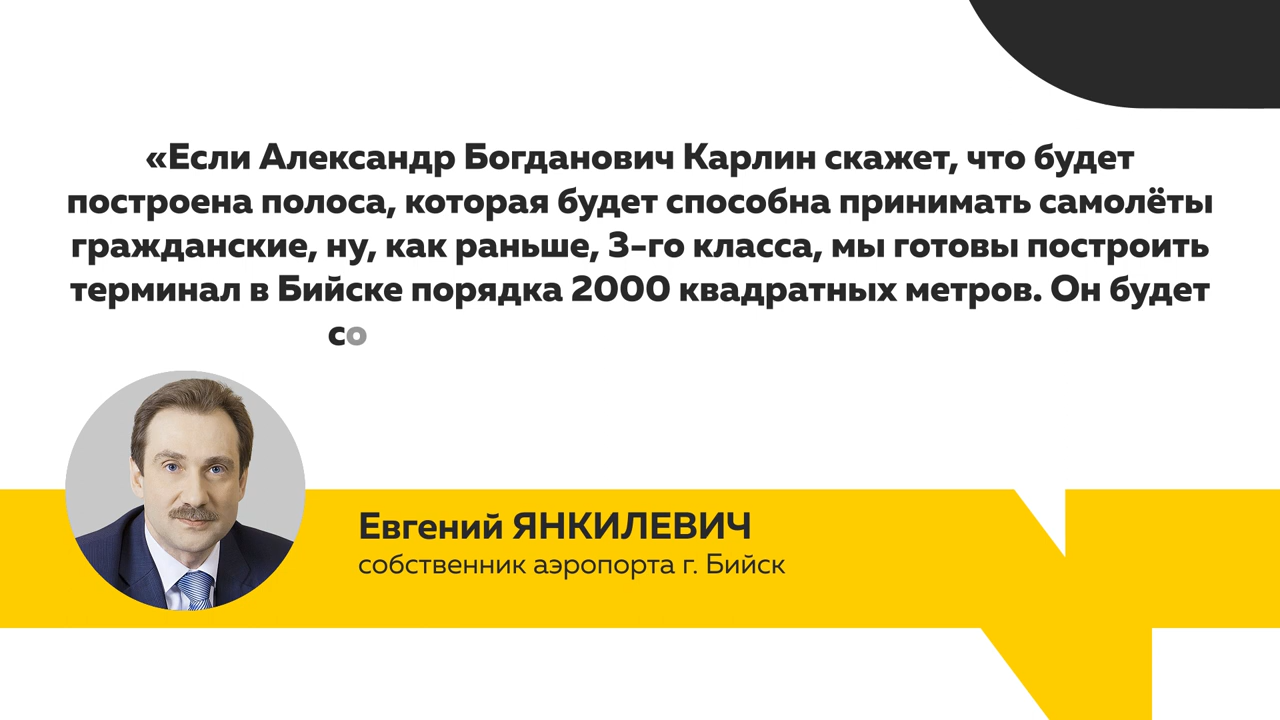 «Если Александр Богданович Карлин скажет, что будет
построена полоса, которая будет способна принимать самолёты
гражданские, ну, как раньше, 3-го класса, мы готовы построить
терминал в Бийске порядка 2000 квадратных метров. Он будет
со
Евгений ЯНКИЛЕВИЧ
собственник аэропорта г. Бийск